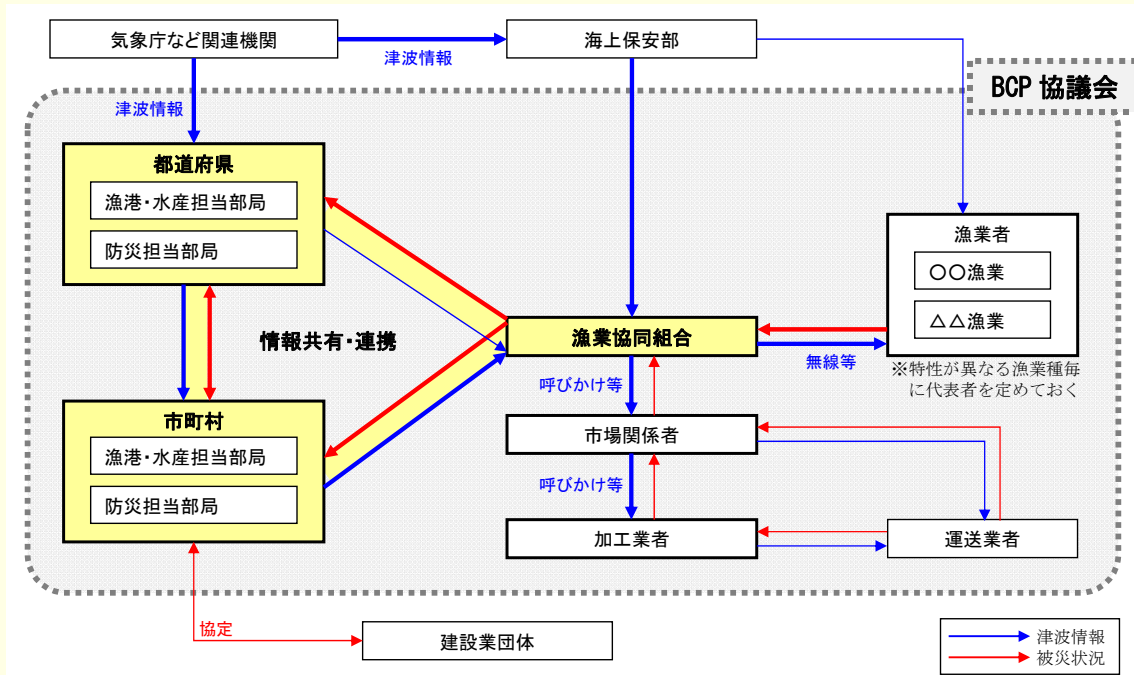 気象庁など関連機関
津波情報
海上保安部
BCP 協議会
津波情報
都道府県
漁港・水産担当部局
防災担当部局
漁業者
○○漁業
△△漁業
情報共有・連携
漁業協同組合
無線等
※特性が異なる漁業種毎
に代表者を定めておく
呼びかけ等
市町村
漁港・水産担当部局
防災担当部局
市場関係者
呼びかけ等
加工業者
運送業者
協定
建設業団体
津波情報
被災状況